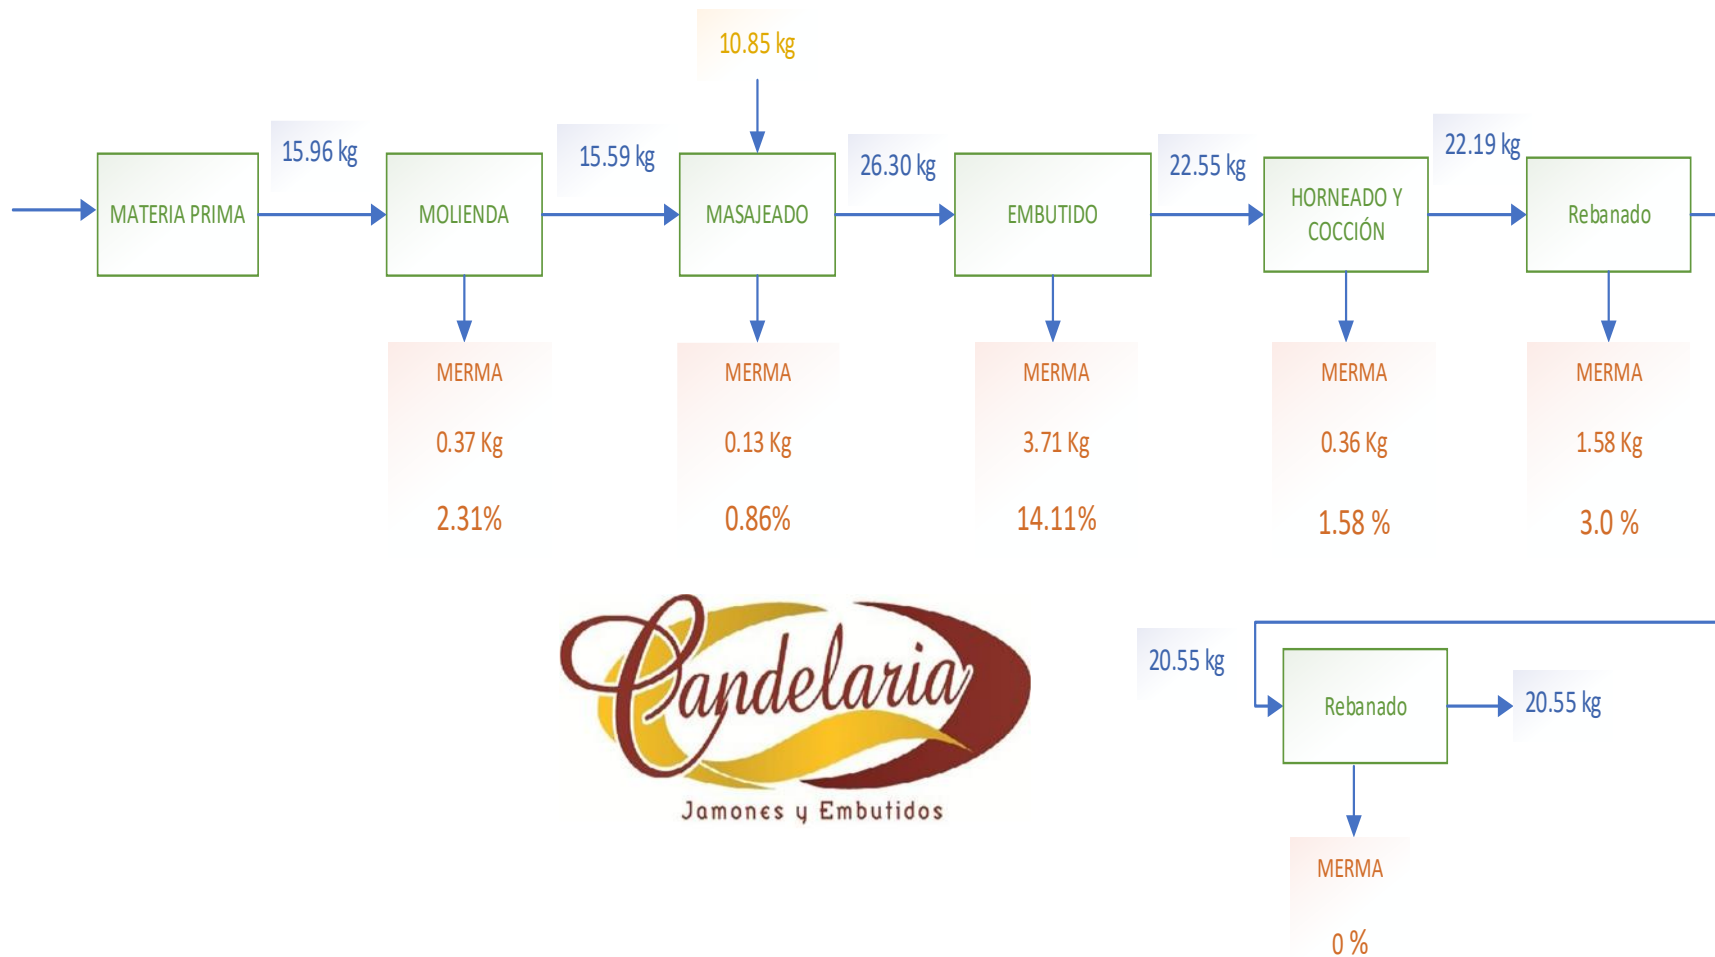 10.85 kg
15.96 kg
15.59 kg
26.30 kg
22.55 kg
22.19 kg
MATERIA PRIMA
MOLIENDA
MASAJEADO
EMBUTIDO
HORNEADO Y
COCCIÓN
Rebanado
MERMA
0.37 Kg
2.31%
MERMA
0.13 Kg
0.86%
MERMA
3.71 Kg
14.11%
MERMA
0.36 Kg
1.58 %
MERMA
1.58 Kg
3.0 %
Candelaria
Jamones y Embutidos
20.55 kg
Rebanado
20.55 kg
MERMA
0 %